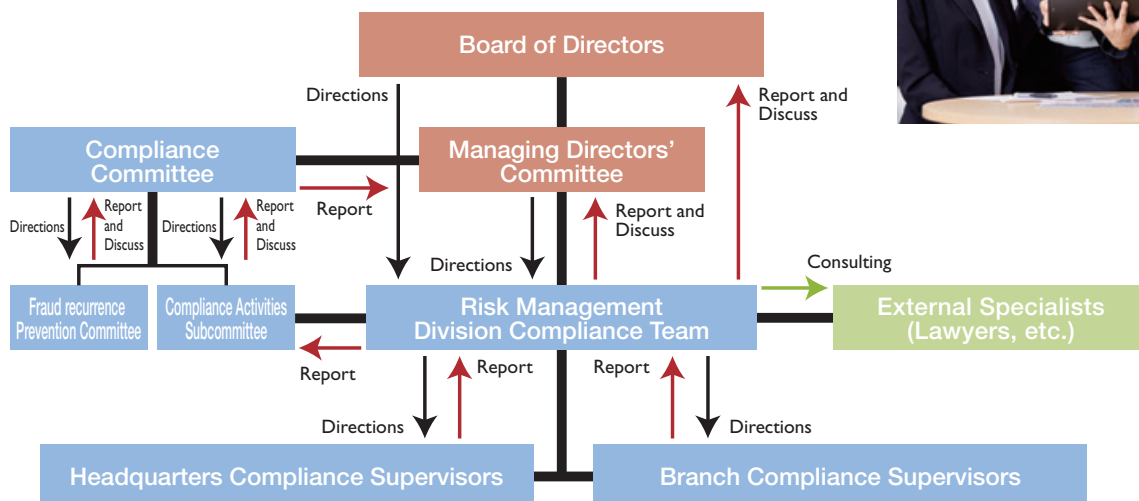 Board of Directors
Directions
Report and
Discuss
Compliance
Committee
Managing Directors'
Committee
Report
Directions
Report
and
Discuss
Directions
Report
and
Discuss
Report and
Discuss
Directions
Consulting
Fraud recurrence
Prevention Committee
Compliance Activities
Subcommittee
Risk Management
Division Compliance Team
External Specialists
(Lawyers, etc.)
Report
Report
Report
Directions
Directions
Headquarters Compliance Supervisors
Branch Compliance Supervisors